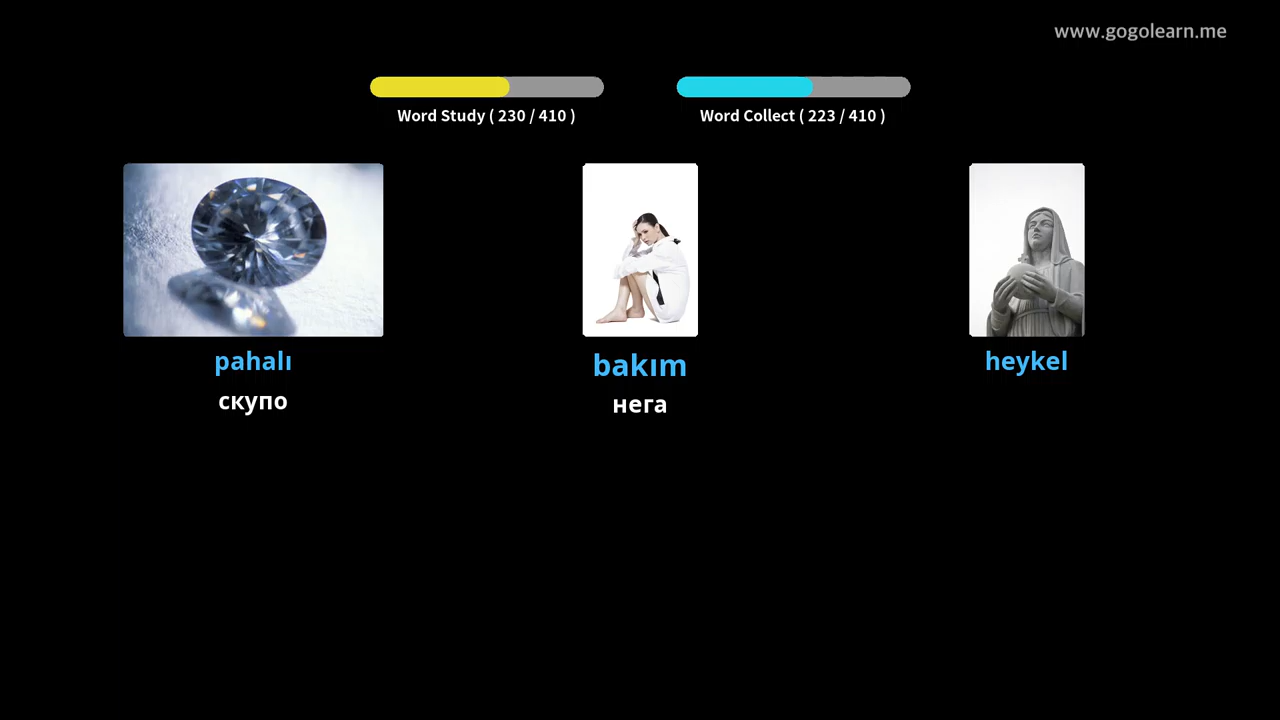 www.gogolearn.me
Word Study ( 230 / 410 )
Word Collect ( 223 / 410 )
pahalı
скупо
bakım
нега
heykel